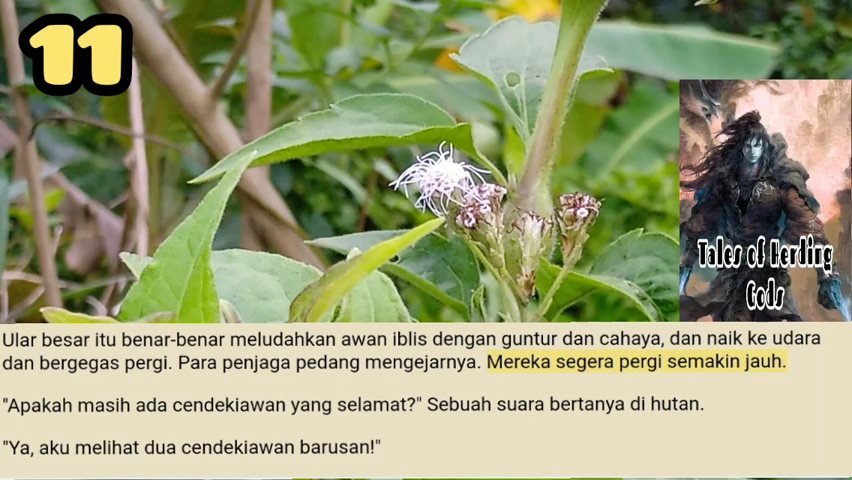 11
Tales of Herding
Gods
Ular besar itu benar-benar meludahkan awan iblis dengan guntur dan cahaya, dan naik ke udara
dan bergegas pergi. Para penjaga pedang mengejarnya. Mereka segera pergi semakin jauh.
"Apakah masih ada cendekiawan yang selamat?" Sebuah suara bertanya di hutan.
"Ya, aku melihat dua cendekiawan barusan!"